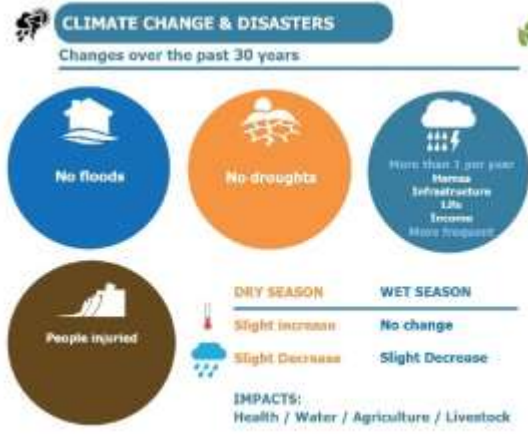 CLIMATE CHANGE & DISASTERS
Changes over the past 30 years
No floods
No droughts
More than 1 per year
Homes
Infrastructure
Life
Income
More frequent
People injuried
DRY SEASON WET SEASON
Slight increase No change
Slight Decrease Slight Decrease
IMPACTS:
Health / Water / Agriculture / Livestock